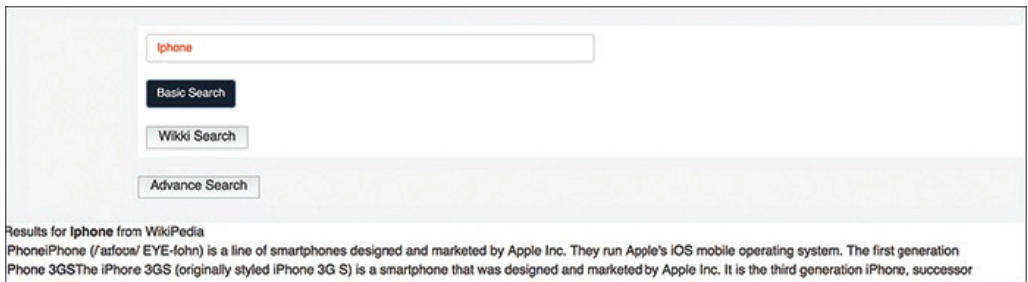 Iphone
Basic Search
Wikki Search
Advance Search
Results for Iphone from WikiPedia
PhoneiPhone (/ˈaɪfoʊn/ EYE-fohn) is a line of smartphones designed and marketed by Apple Inc. They run Apple's iOS mobile operating system. The first generation
Phone 3GSThe iPhone 3GS (originally styled iPhone 3G S) is a smartphone that was designed and marketed by Apple Inc. It is the third generation iPhone, successor